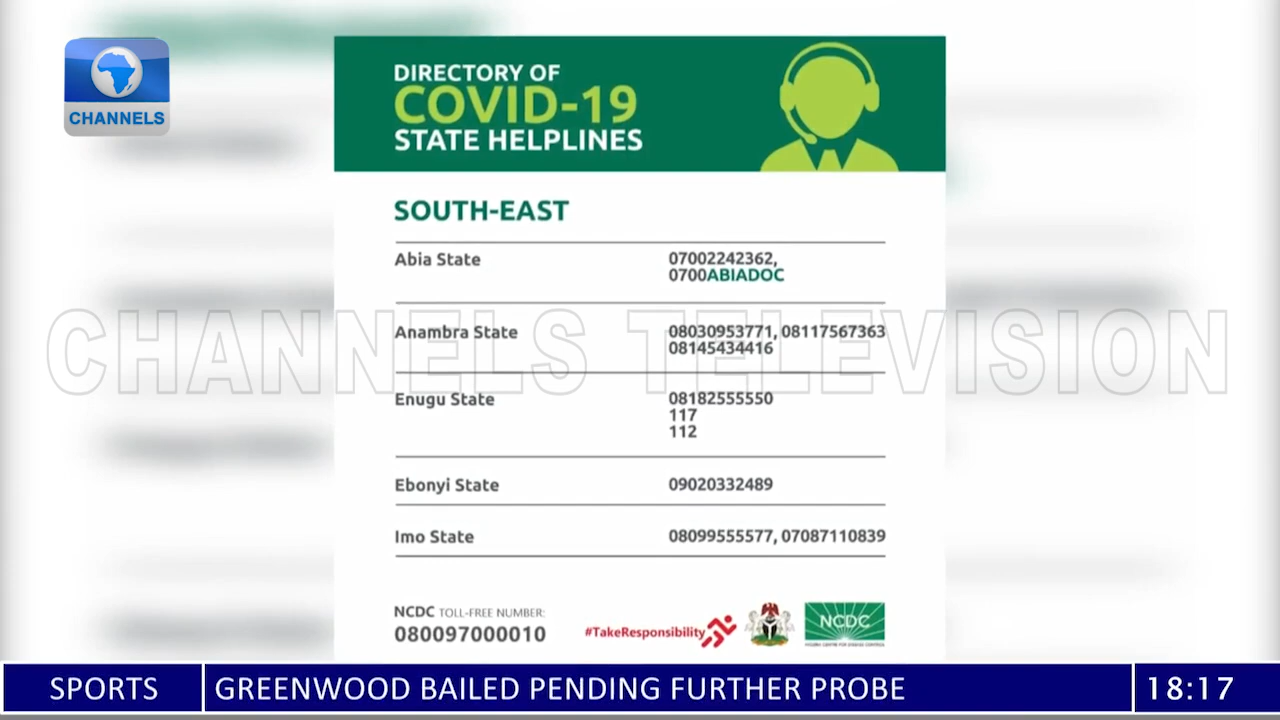 CHANNELS
DIRECTORY OF
COVID-19
STATE HELPLINES
SOUTH-EAST
Abia State 07002242362,
0700ABIADOC
Anambra State 08030953771, 08117567363
08145434416
CHANNELS TELEVISION
Enugu State 08182555550
117
112
Ebonyi State 09020332489
Imo State 08099555577, 07087110839
NCDC TOLL-FREE NUMBER:
080097000010
#TakeResponsibility
NCDC
SPORTS GREENWOOD BAILED PENDING FURTHER PROBE 18:17